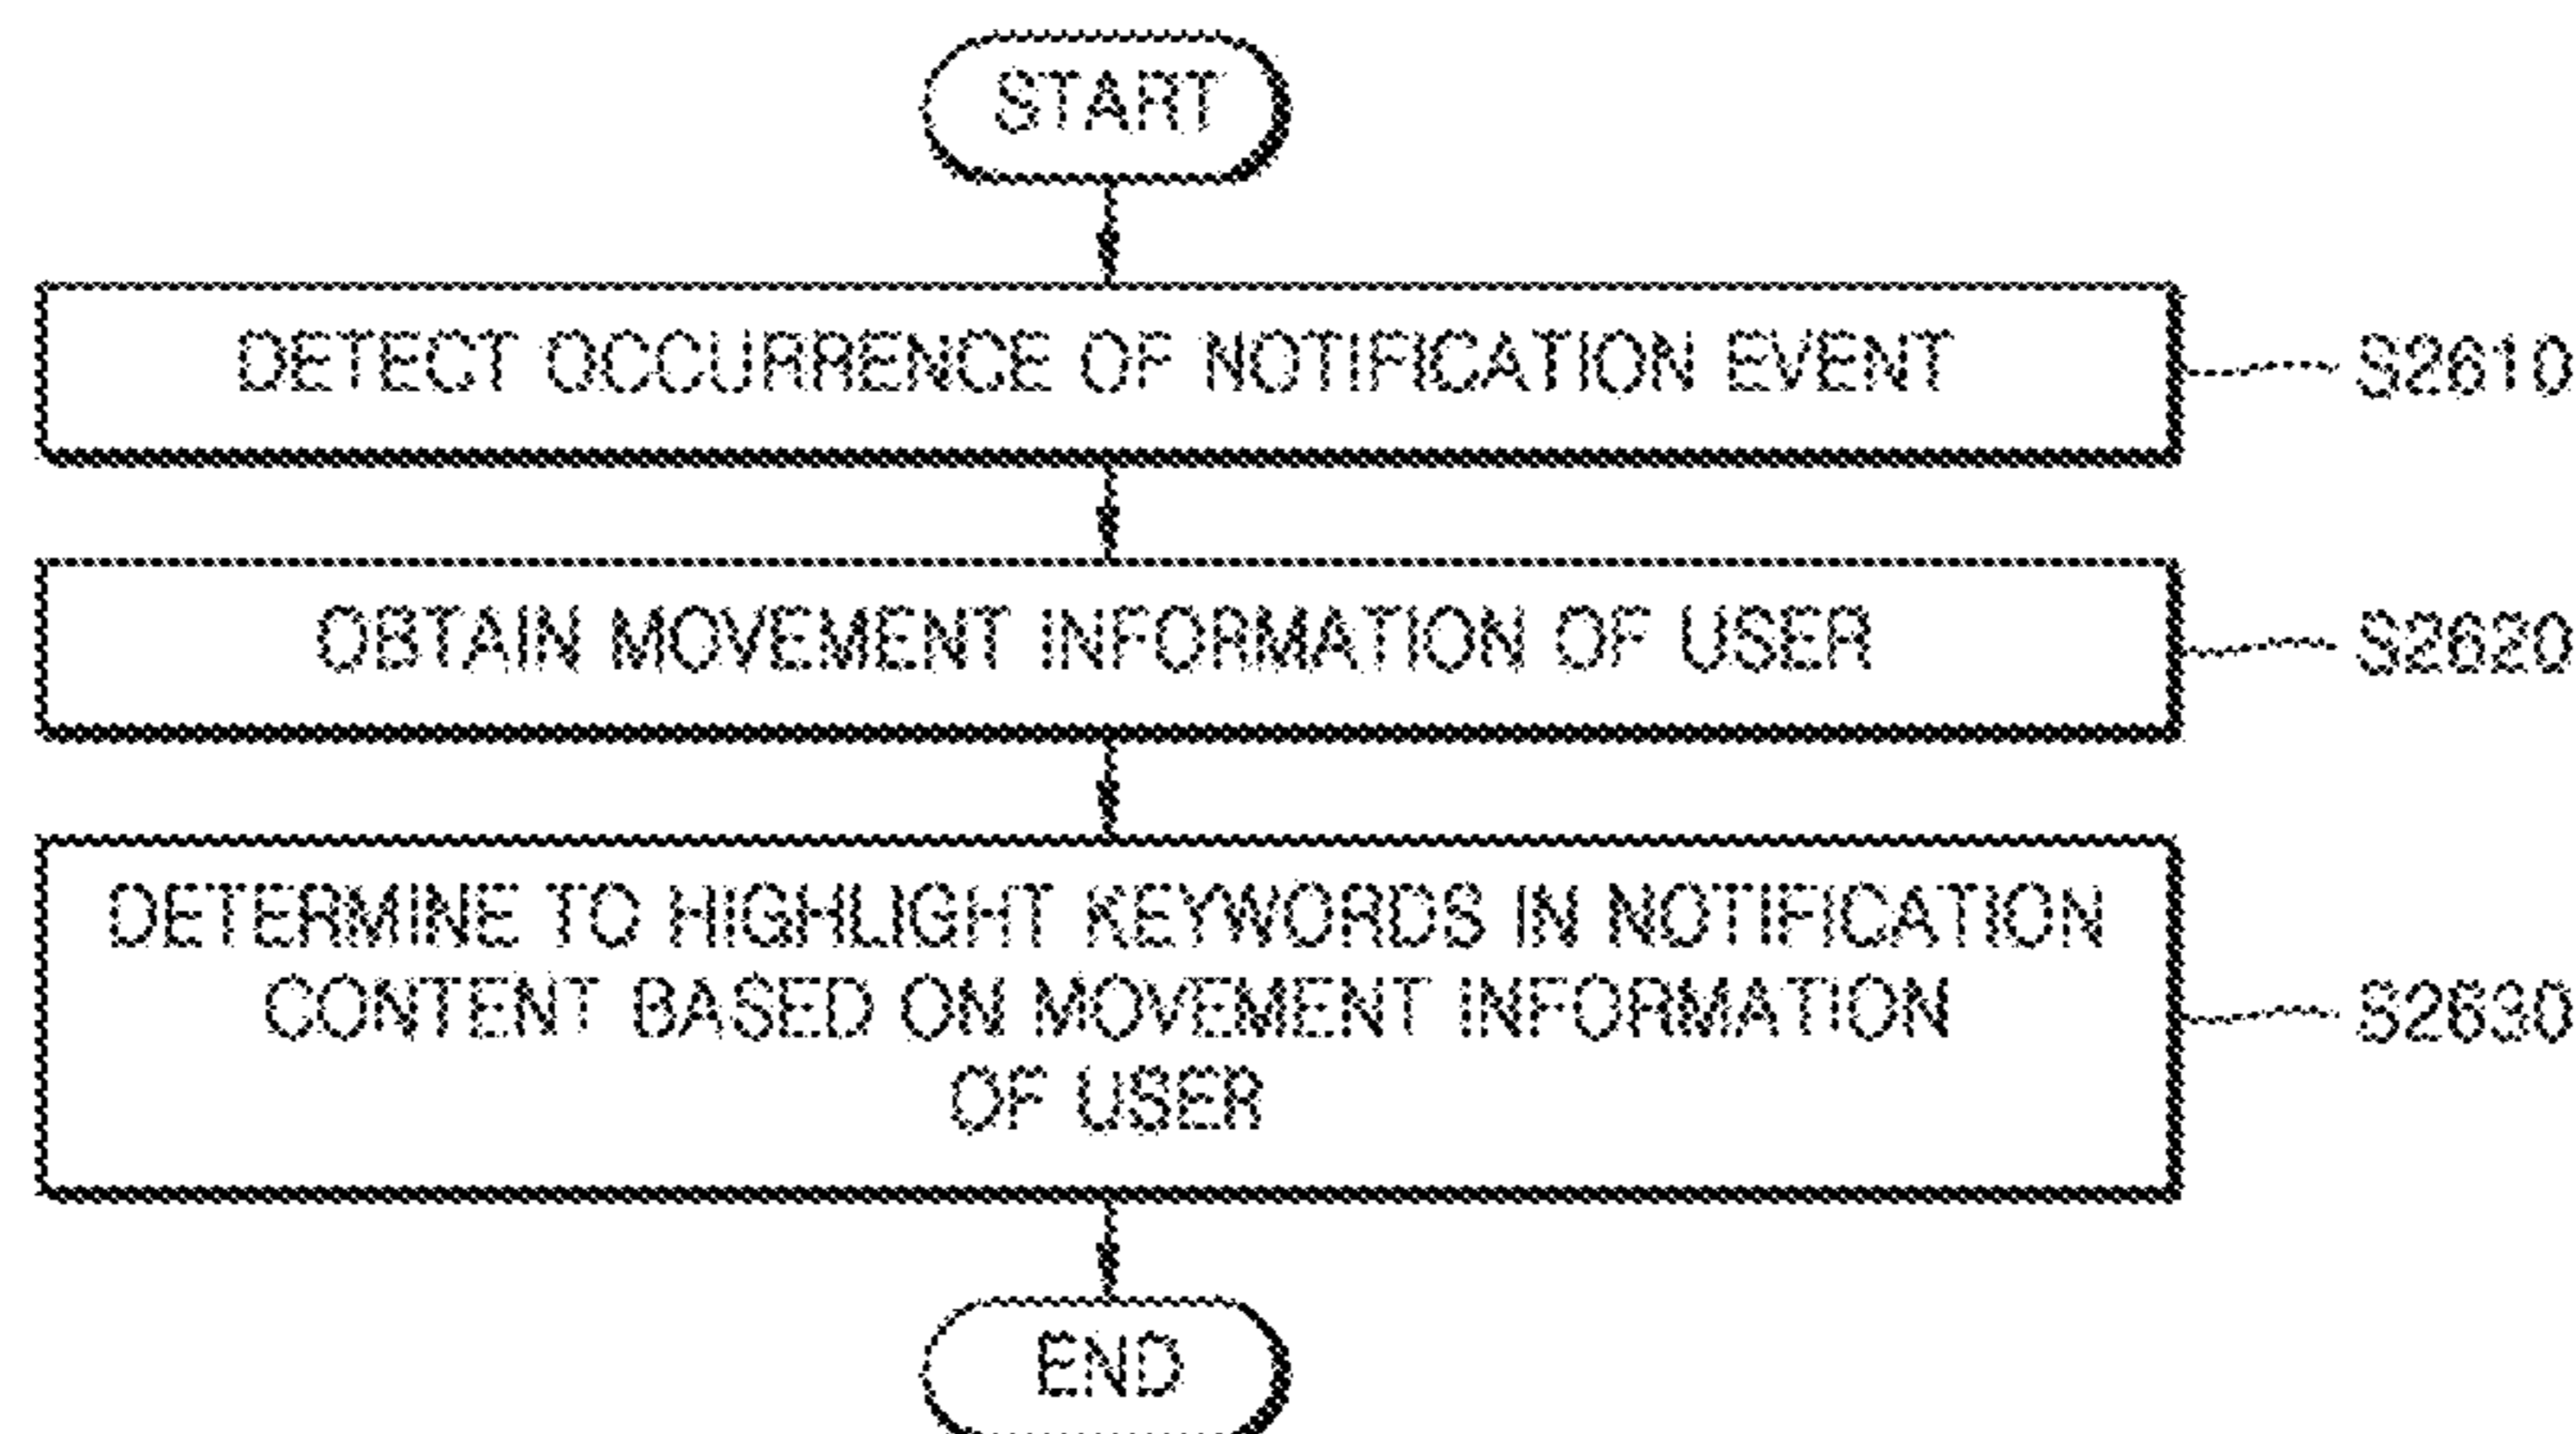 START
DETECT OCCURRENCE OF NOTIFICATION EVENT
S2610
OBTAIN MOVEMENT INFORMATION OF USER
S2620
DETERMINE TO HIGHLIGHT KEYWORDS IN NOTIFICATION
CONTENT BASED ON MOVEMENT INFORMATION
OF USER
S2630
END